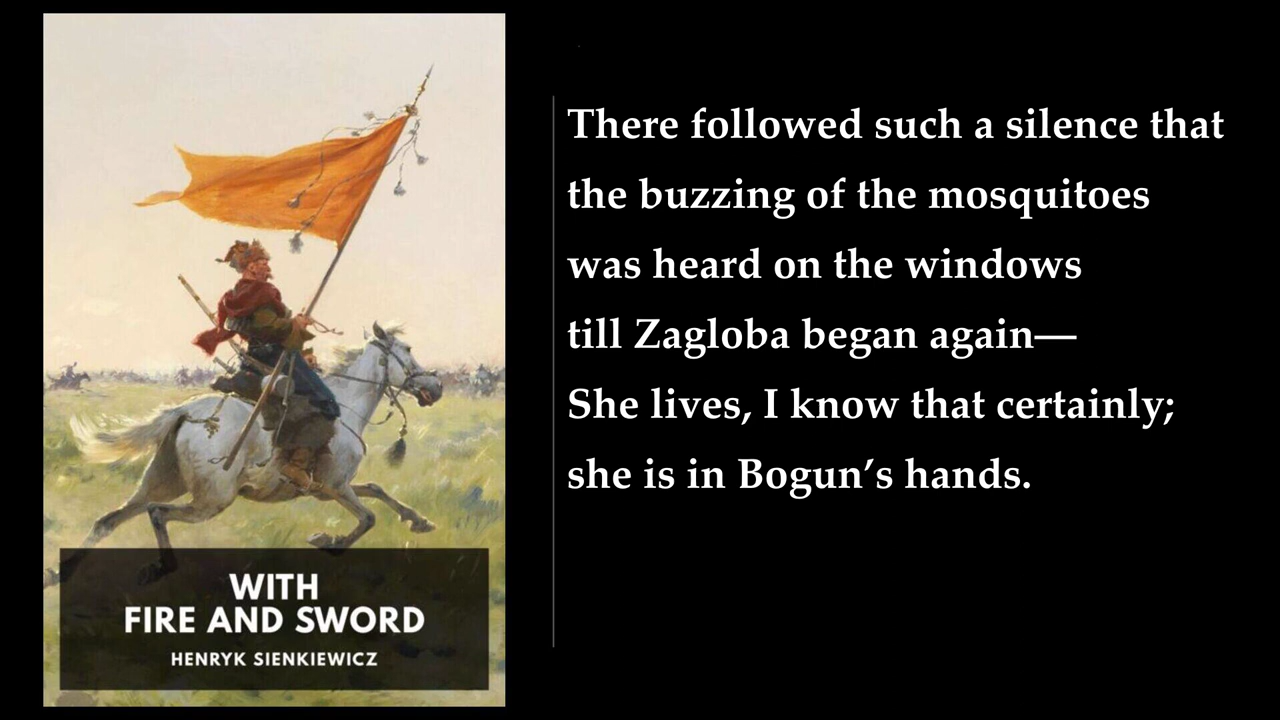 WITH
FIRE AND SWORD
HENRYK SIENKIEWICZ
There followed such a silence that
the buzzing of the mosquitoes
was heard on the windows
till Zagloba began again—
She lives, I know that certainly;
she is in Bogun’s hands.